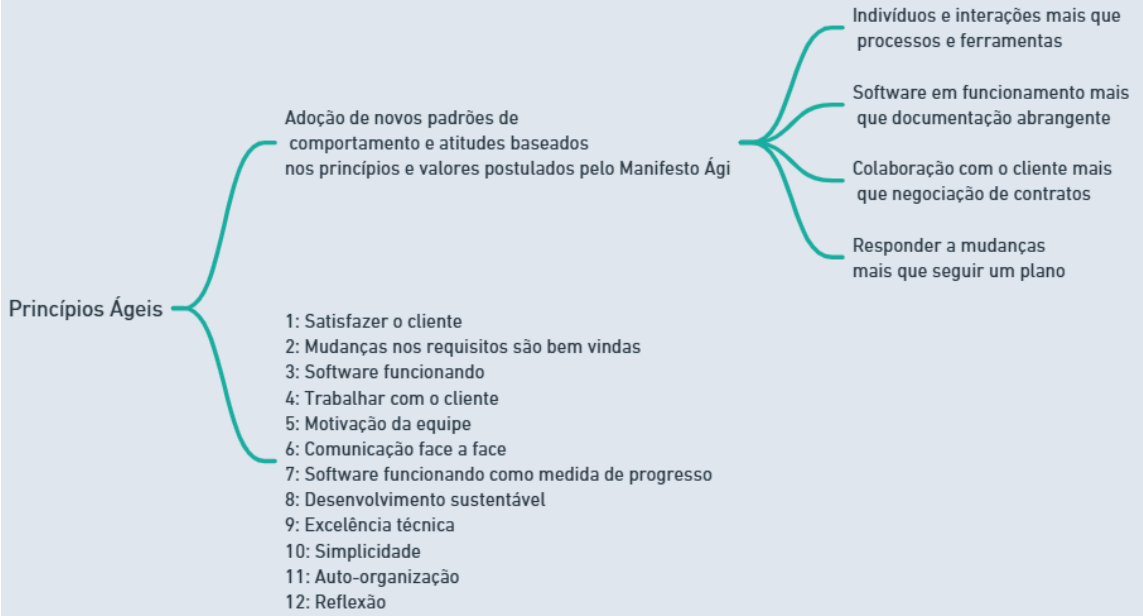 Princípios Ágeis
Adoção de novos padrões de
comportamento e atitudes baseados
nos princípios e valores postulados pelo Manifesto Ági
Indivíduos e interações mais que
processos e ferramentas
Software em funcionamento mais
que documentação abrangente
Colaboração com o cliente mais
que negociação de contratos
Responder a mudanças
mais que seguir um plano
1: Satisfazer o cliente
2: Mudanças nos requisitos são bem vindas
3: Software funcionando
4: Trabalhar com o cliente
5: Motivação da equipe
6: Comunicação face a face
7: Software funcionando como medida de progresso
8: Desenvolvimento sustentável
9: Excelência técnica
10: Simplicidade
11: Auto-organização
12: Reflexão